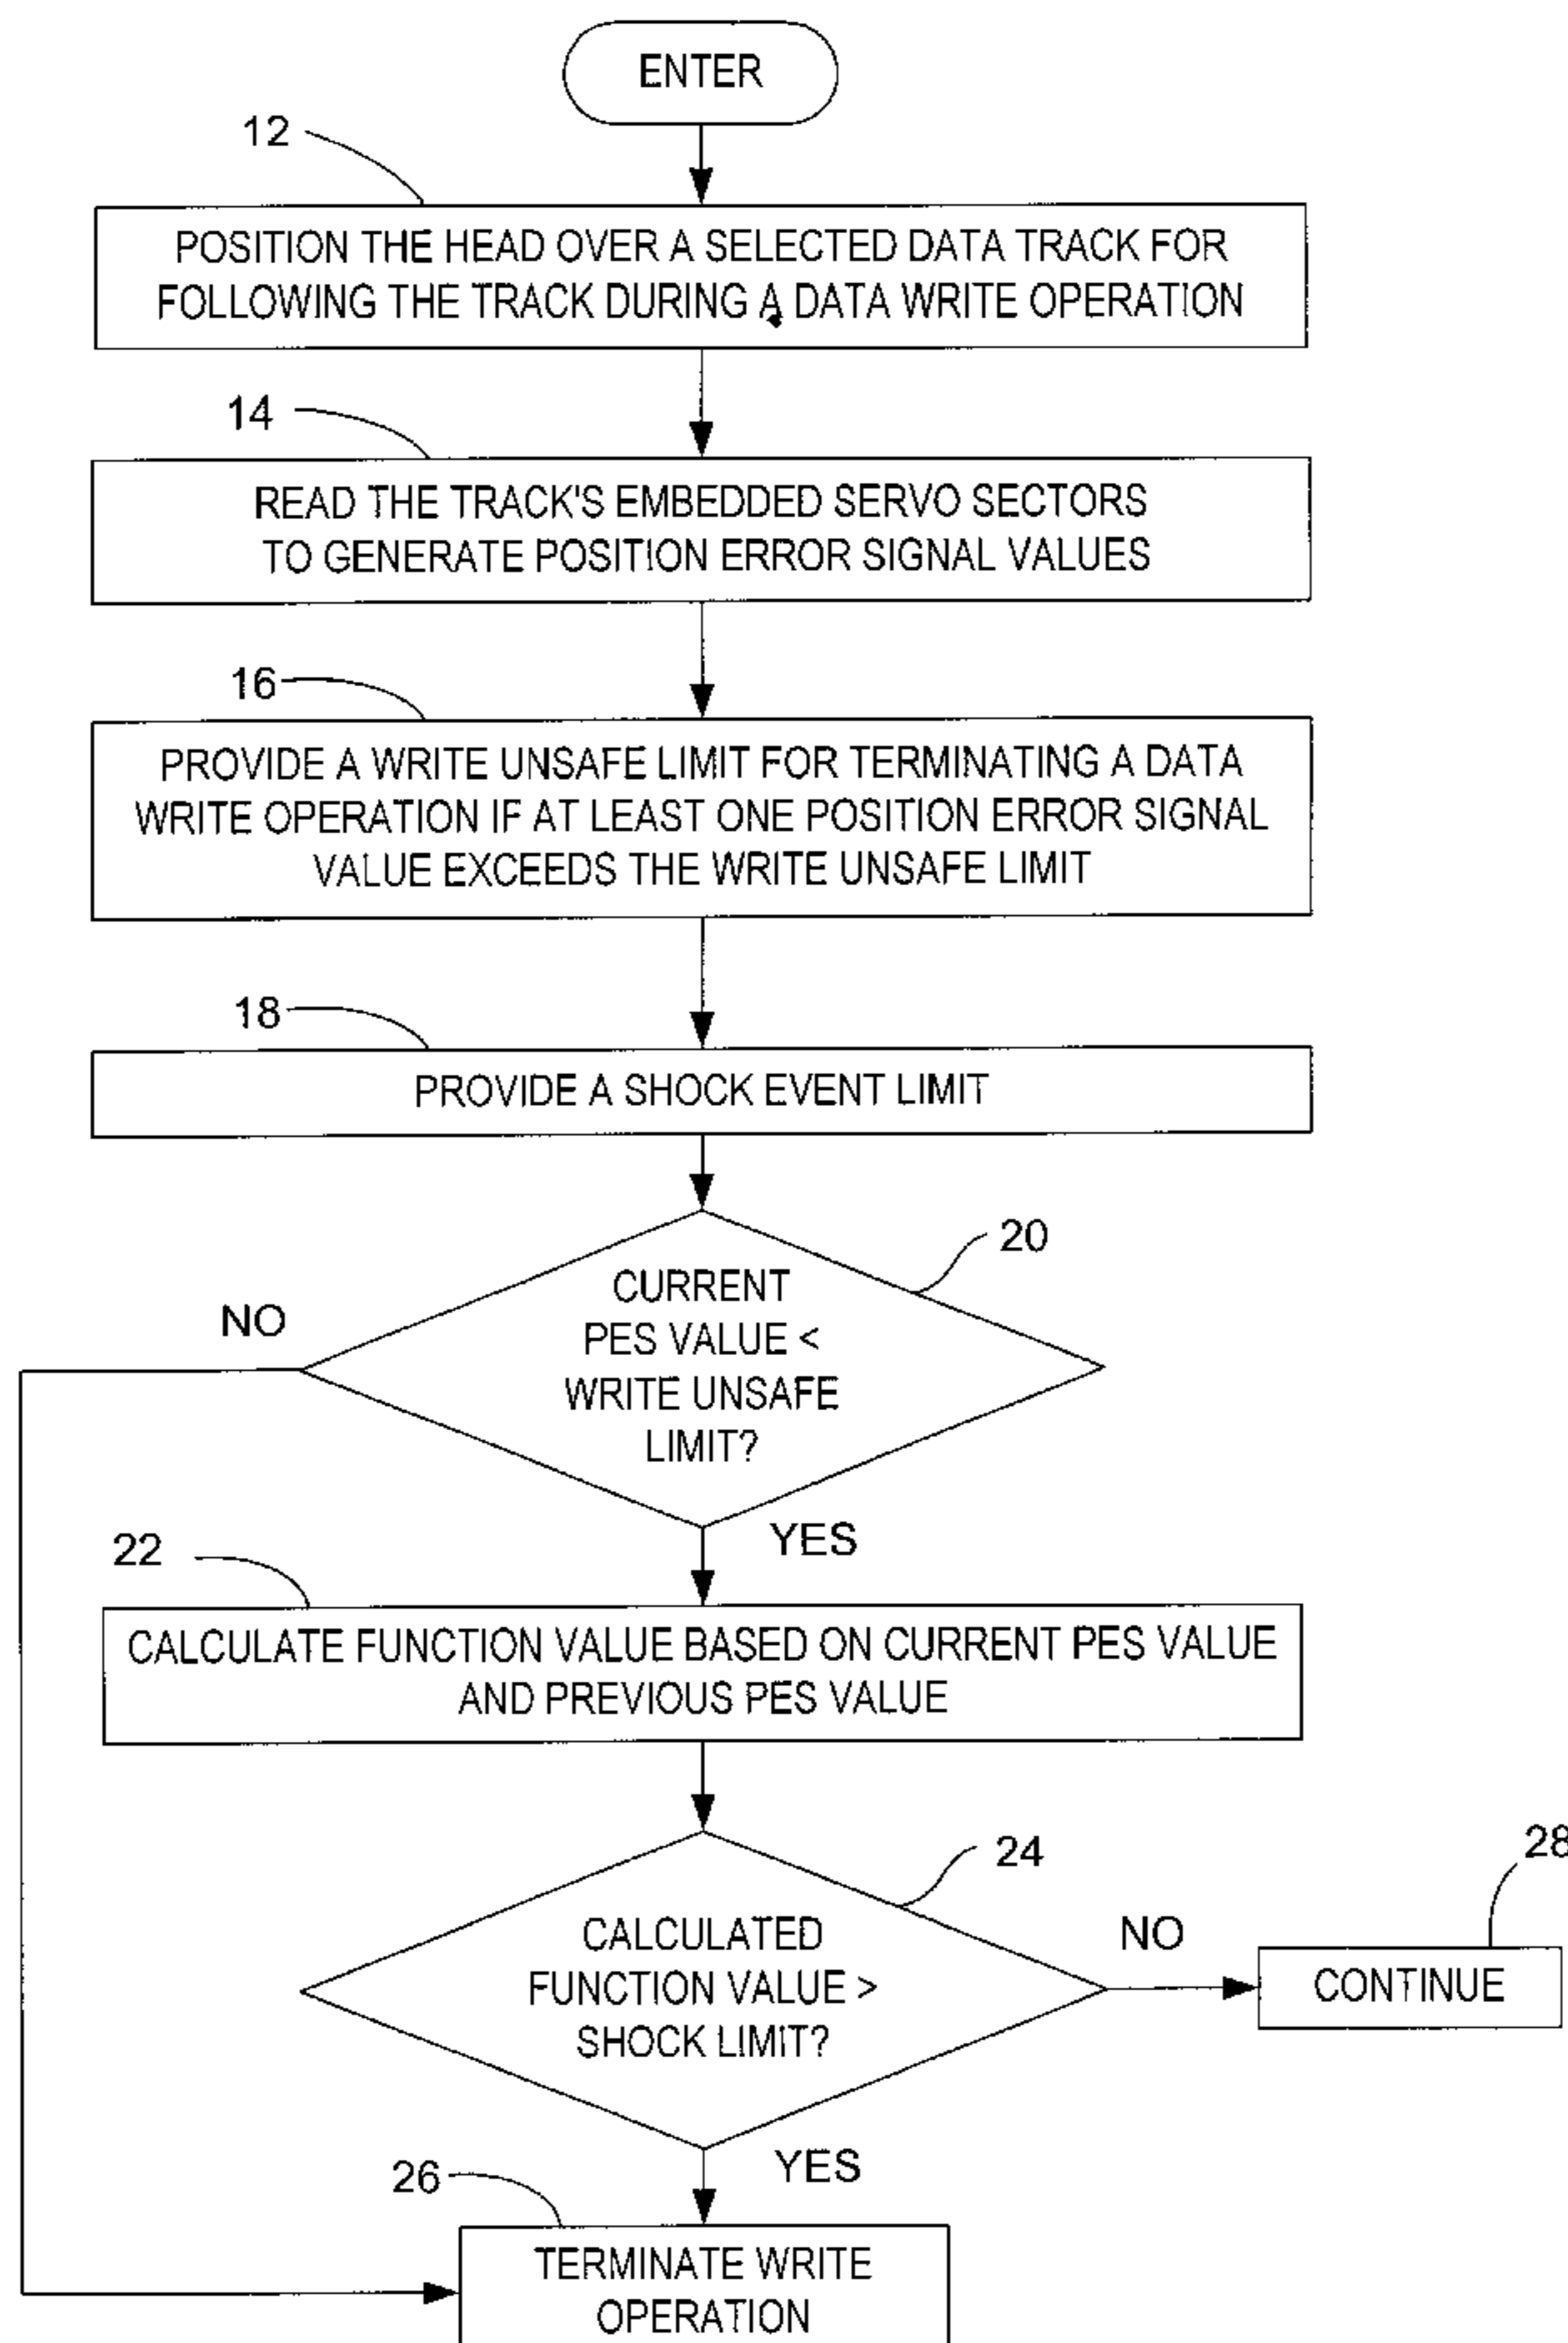 ENTER
12
POSITION THE HEAD OVER A SELECTED DATA TRACK FOR
FOLLOWING THE TRACK DURING A DATA WRITE OPERATION
14
READ THE TRACK'S EMBEDDED SERVO SECTORS
TO GENERATE POSITION ERROR SIGNAL VALUES
16
PROVIDE A WRITE UNSAFE LIMIT FOR TERMINATING A DATA
WRITE OPERATION IF AT LEAST ONE POSITION ERROR SIGNAL
VALUE EXCEEDS THE WRITE UNSAFE LIMIT
18
PROVIDE A SHOCK EVENT LIMIT
20
CURRENT
PES VALUE <
WRITE UNSAFE
LIMIT?
NO
YES
22
CALCULATE FUNCTION VALUE BASED ON CURRENT PES VALUE
AND PREVIOUS PES VALUE
24
CALCULATED
FUNCTION VALUE >
SHOCK LIMIT?
NO
28
CONTINUE
YES
26
TERMINATE WRITE
OPERATION